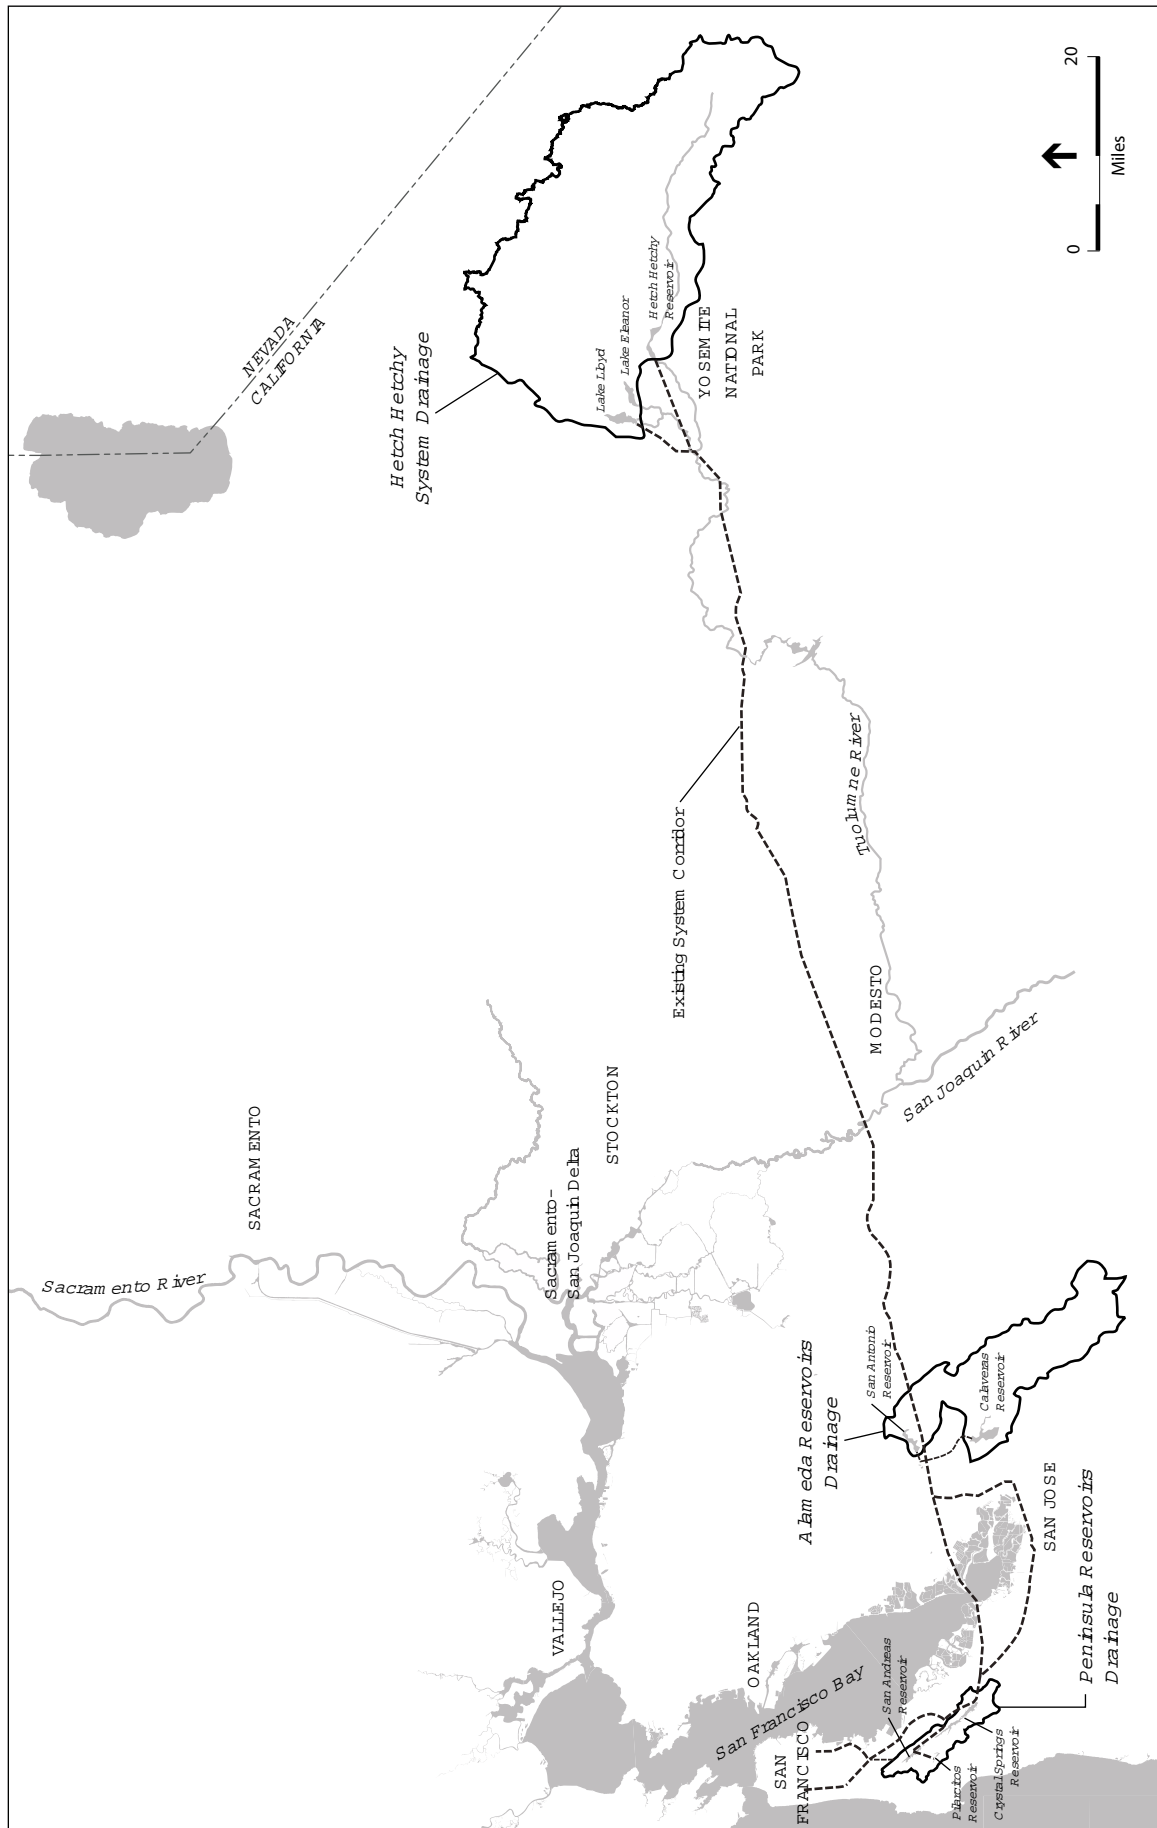 NEVADA
CALIFORNIA
Hetch Hetchy
System Drainage
Lake Lloyd
Lake Eleanor
Hetch Hetchy
Reservoir
YOSEMITE
NATIONAL
PARK
0
20
Miles
Existing System Corridor
Tuolumne River
MODESTO
San Joaquin River
SACRAMENTO
Sacramento River
Sacramento-
San Joaquin Delta
STOCKTON
Alameda Reservoirs
Drainage
San Antonio
Reservoir
Calaveras
Reservoir
VALLEJO
OAKLAND
San Francisco Bay
SAN
FRANCISCO
San Andreas
Reservoir
SAN JOSE
Peninsula Reservoirs
Drainage
Pilarcitos
Reservoir
Crystal Springs
Reservoir